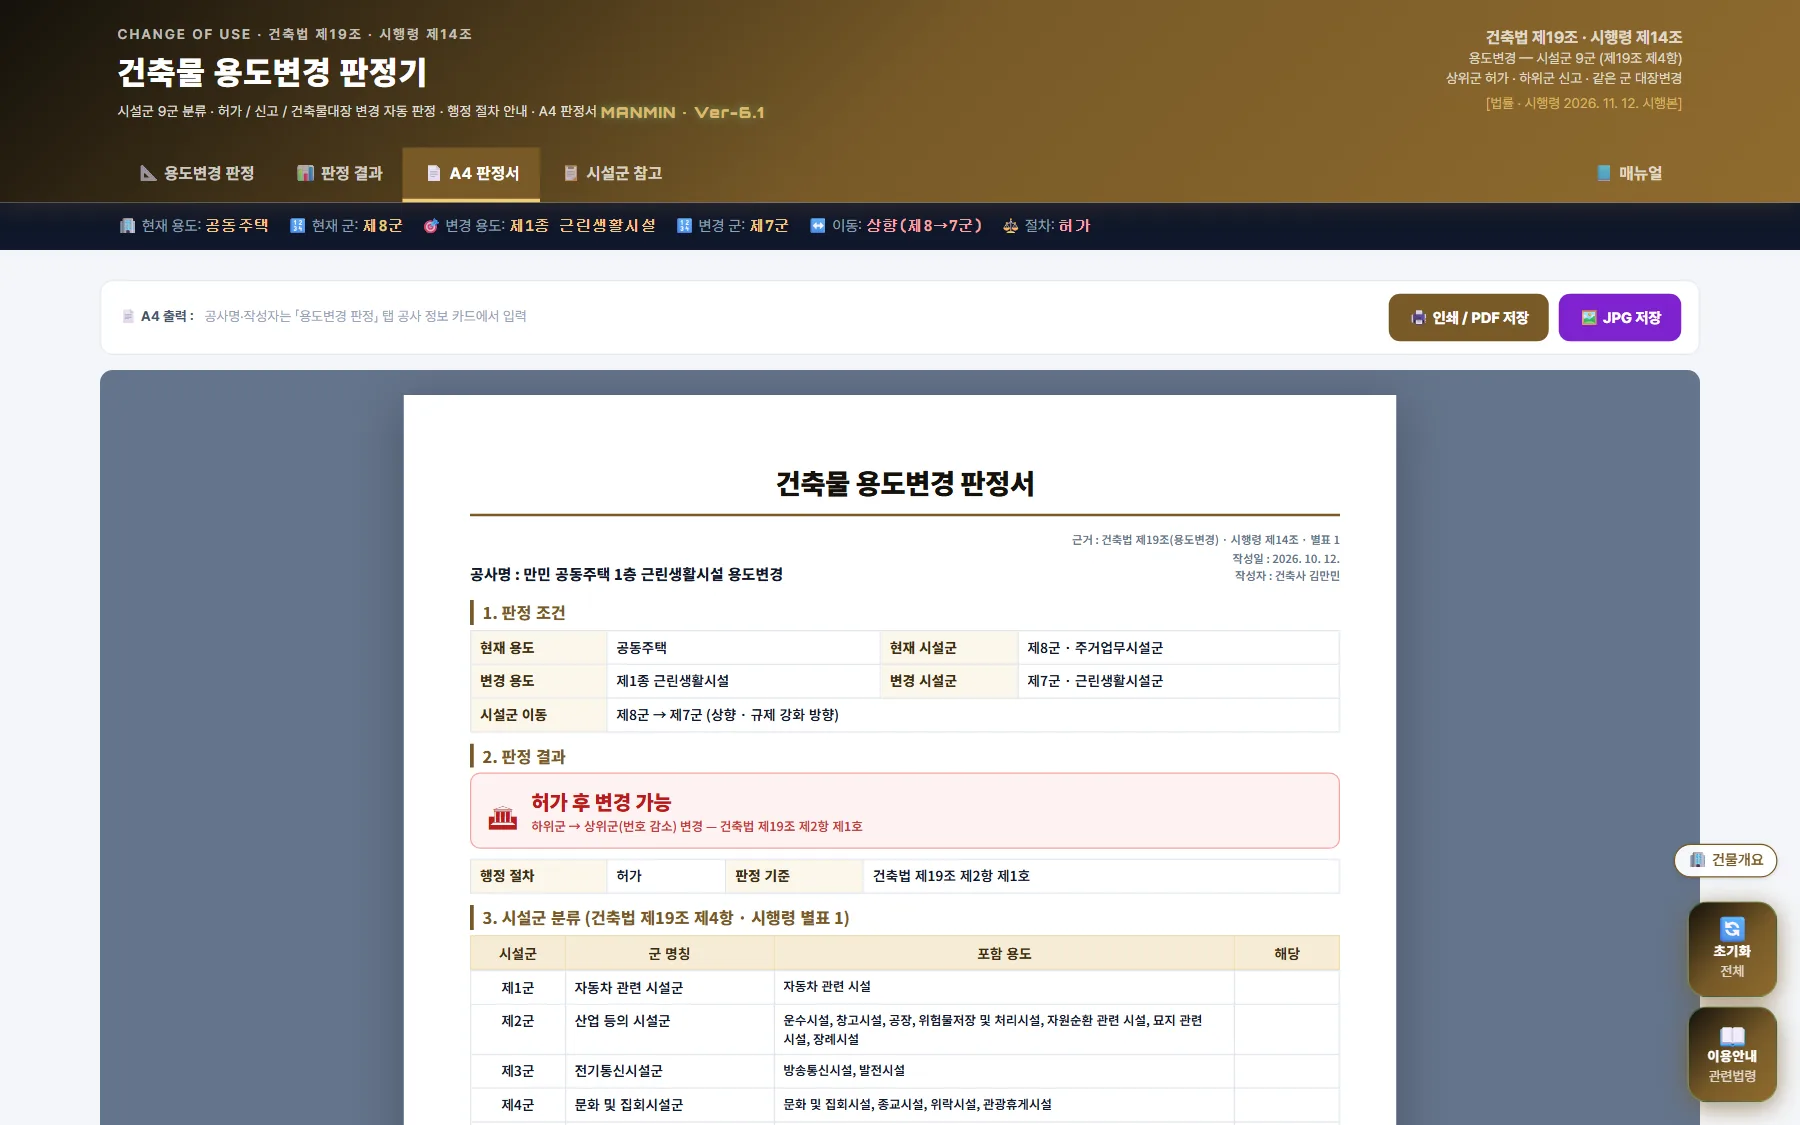 CHANGE OF USE · 건축법 제19조 · 시행령 제14조
건축물 용도변경 판정기
시설군 9군 분류 · 허가 / 신고 / 건축물대장 변경 자동 판정 · 행정 절차 안내 · A4 판정서 MANMIN · Ver-6.1
건축법 제19조 · 시행령 제14조
용도변경 — 시설군 9군 (제19조 제4항)
상위군 허가 · 하위군 신고 · 같은 군 대장변경
[법률 · 시행령 2026. 11. 12. 시행본]
용도변경 판정
판정 결과
A4 판정서
시설군 참고
매뉴얼
현재 용도: 공동주택
현재 군: 제8군
변경 용도: 제1종 근린생활시설
변경 군: 제7군
이동: 상향(제8→7군)
절차: 허가
A4 출력 : 공사명·작성자는 「용도변경 판정」 탭 공사 정보 카드에서 입력
인쇄 / PDF 저장
JPG 저장
건축물 용도변경 판정서
근거 : 건축법 제19조(용도변경) · 시행령 제14조 · 별표 1
작성일 : 2026. 10. 12.
작성자 : 건축사 김만민
공사명 : 만민 공동주택 1층 근린생활시설 용도변경
1. 판정 조건
현재 용도 공동주택 현재 시설군 제8군 · 주거업무시설군
변경 용도 제1종 근린생활시설 변경 시설군 제7군 · 근린생활시설군
시설군 이동 제8군 → 제7군 (상향 · 규제 강화 방향)
2. 판정 결과
허가 후 변경 가능
하위군 → 상위군(번호 감소) 변경 — 건축법 제19조 제2항 제1호
행정 절차 허가 판정 기준 건축법 제19조 제2항 제1호
3. 시설군 분류 (건축법 제19조 제4항 · 시행령 별표 1)
시설군 군 명칭 포함 용도 해당
제1군 자동차 관련 시설군 자동차 관련 시설
제2군 산업 등의 시설군 운수시설, 창고시설, 공장, 위험물저장 및 처리시설, 자원순환 관련 시설, 묘지 관련
시설, 장례시설
제3군 전기통신시설군 방송통신시설, 발전시설
제4군 문화 및 집회시설군 문화 및 집회시설, 종교시설, 위락시설, 관광휴게시설
건물개요
초기화
전체
이용안내
관련법령